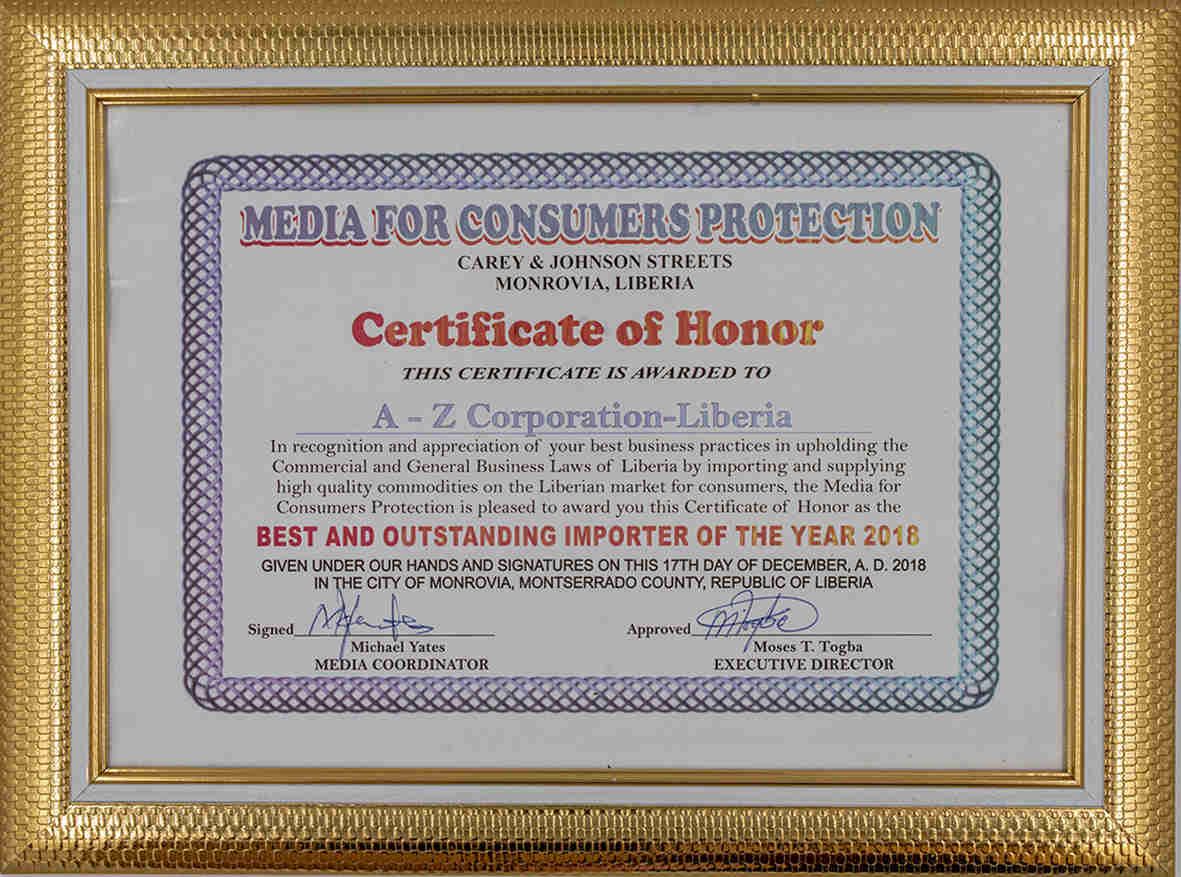 MEDIA FOR CONSUMERS PROTECTION
CAREY & JOHNSON STREETS
MONROVIA, LIBERIA
Certificate of Honor
THIS CERTIFICATE IS AWARDED TO
A - Z Corporation-Liberia
In recognition and appreciation of your best business practices in upholding the
Commercial and General Business Laws of Liberia by importing and supplying
high quality commodities on the Liberian market for consumers, the Media for
Consumers Protection is pleased to award you this Certificate of Honor as the
BEST AND OUTSTANDING IMPORTER OF THE YEAR 2018
GIVEN UNDER OUR HANDS AND SIGNATURES ON THIS 17TH DAY OF DECEMBER, A. D. 2018
IN THE CITY OF MONROVIA, MONTSERRADO COUNTY, REPUBLIC OF LIBERIA
Signed Approved
Michael Yates Moses T. Togba
MEDIA COORDINATOR EXECUTIVE DIRECTOR